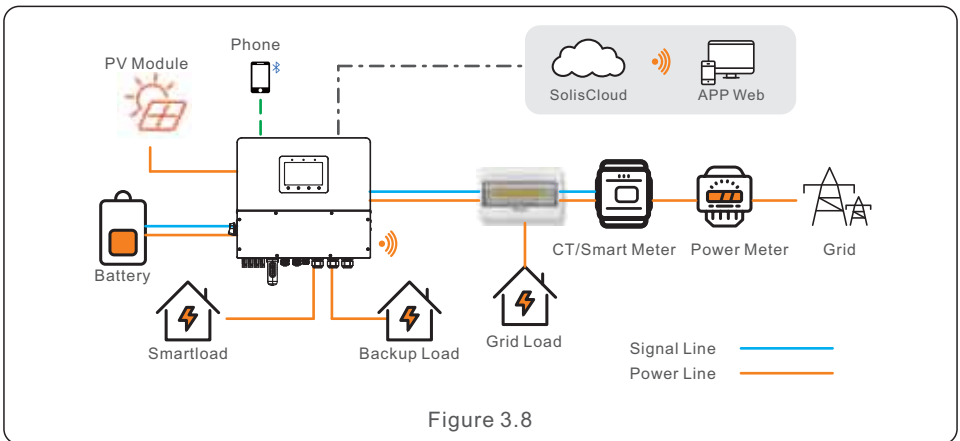 Phone
PV Module
SolisCloud
APP Web
Battery
CT/Smart Meter
Power Meter
Grid
Smartload
Backup Load
Grid Load
Signal Line
Power Line
Figure 3.8